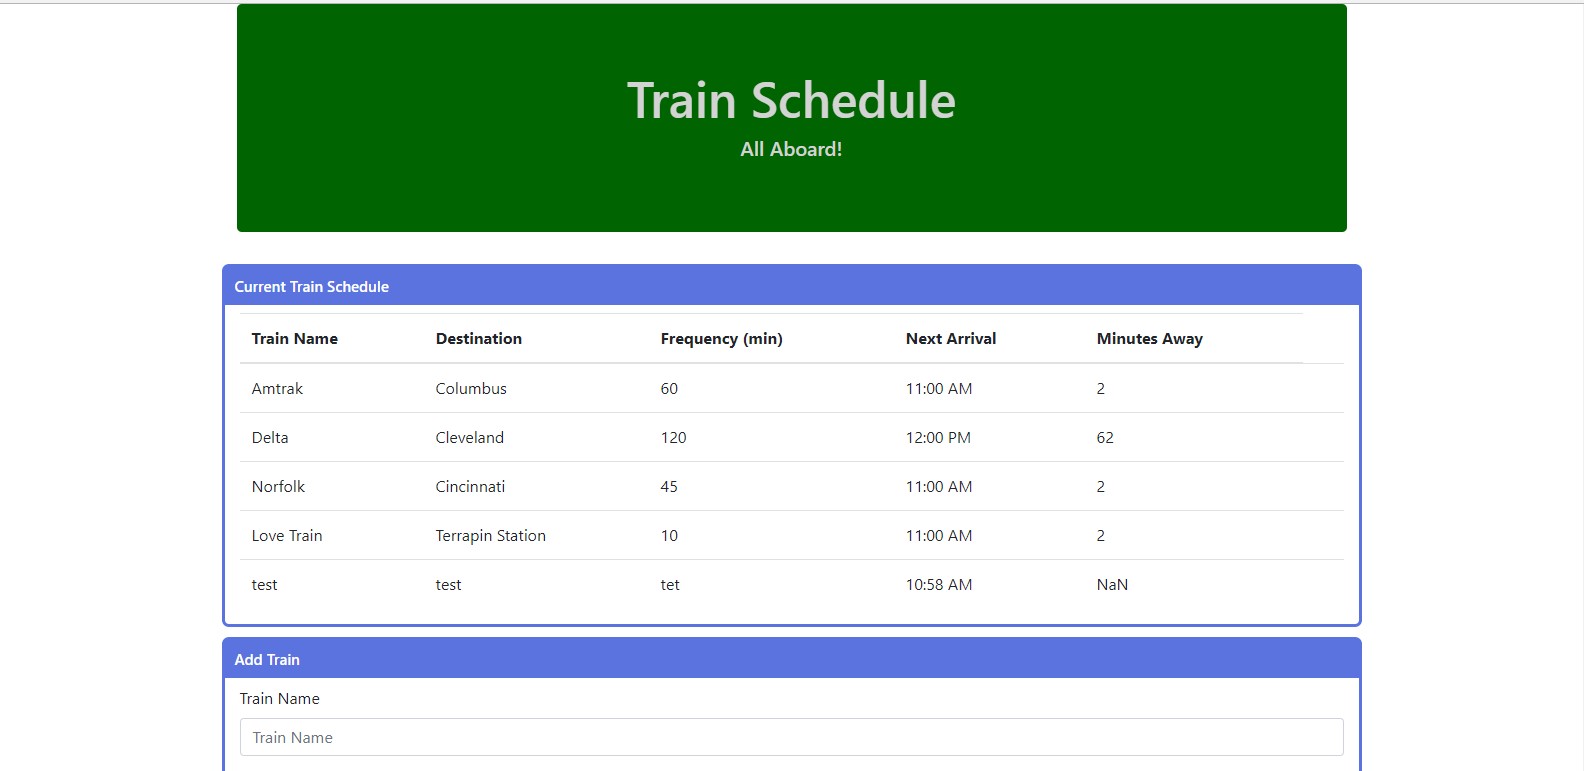 Train Schedule
All Aboard!
Current Train Schedule
Train Name Destination Frequency (min) Next Arrival Minutes Away
Amtrak Columbus 60 11:00 AM 2
Delta Cleveland 120 12:00 PM 62
Norfolk Cincinnati 45 11:00 AM 2
Love Train Terrapin Station 10 11:00 AM 2
test test tet 10:58 AM NaN
Add Train
Train Name
Train Name